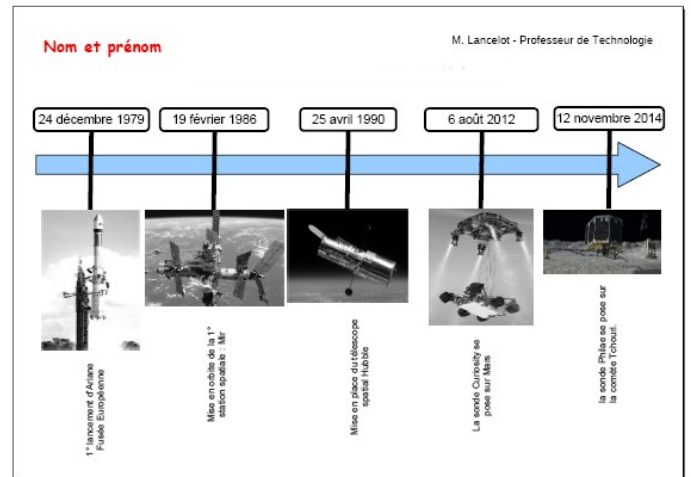 Nom et prénom
M. Lancelot - Professeur de Technologie
24 décembre 1979
19 février 1986
25 avril 1990
6 août 2012
12 novembre 2014
1° lancement d'Ariane
Fusée Européenne
Mise en orbite de la 1°
station spatiale : Mir
Mise en place du télescope
spatial Hubble
La sonde Curiosity se
pose sur Mars
la sonde Philae se pose sur
la comète Tchouri.